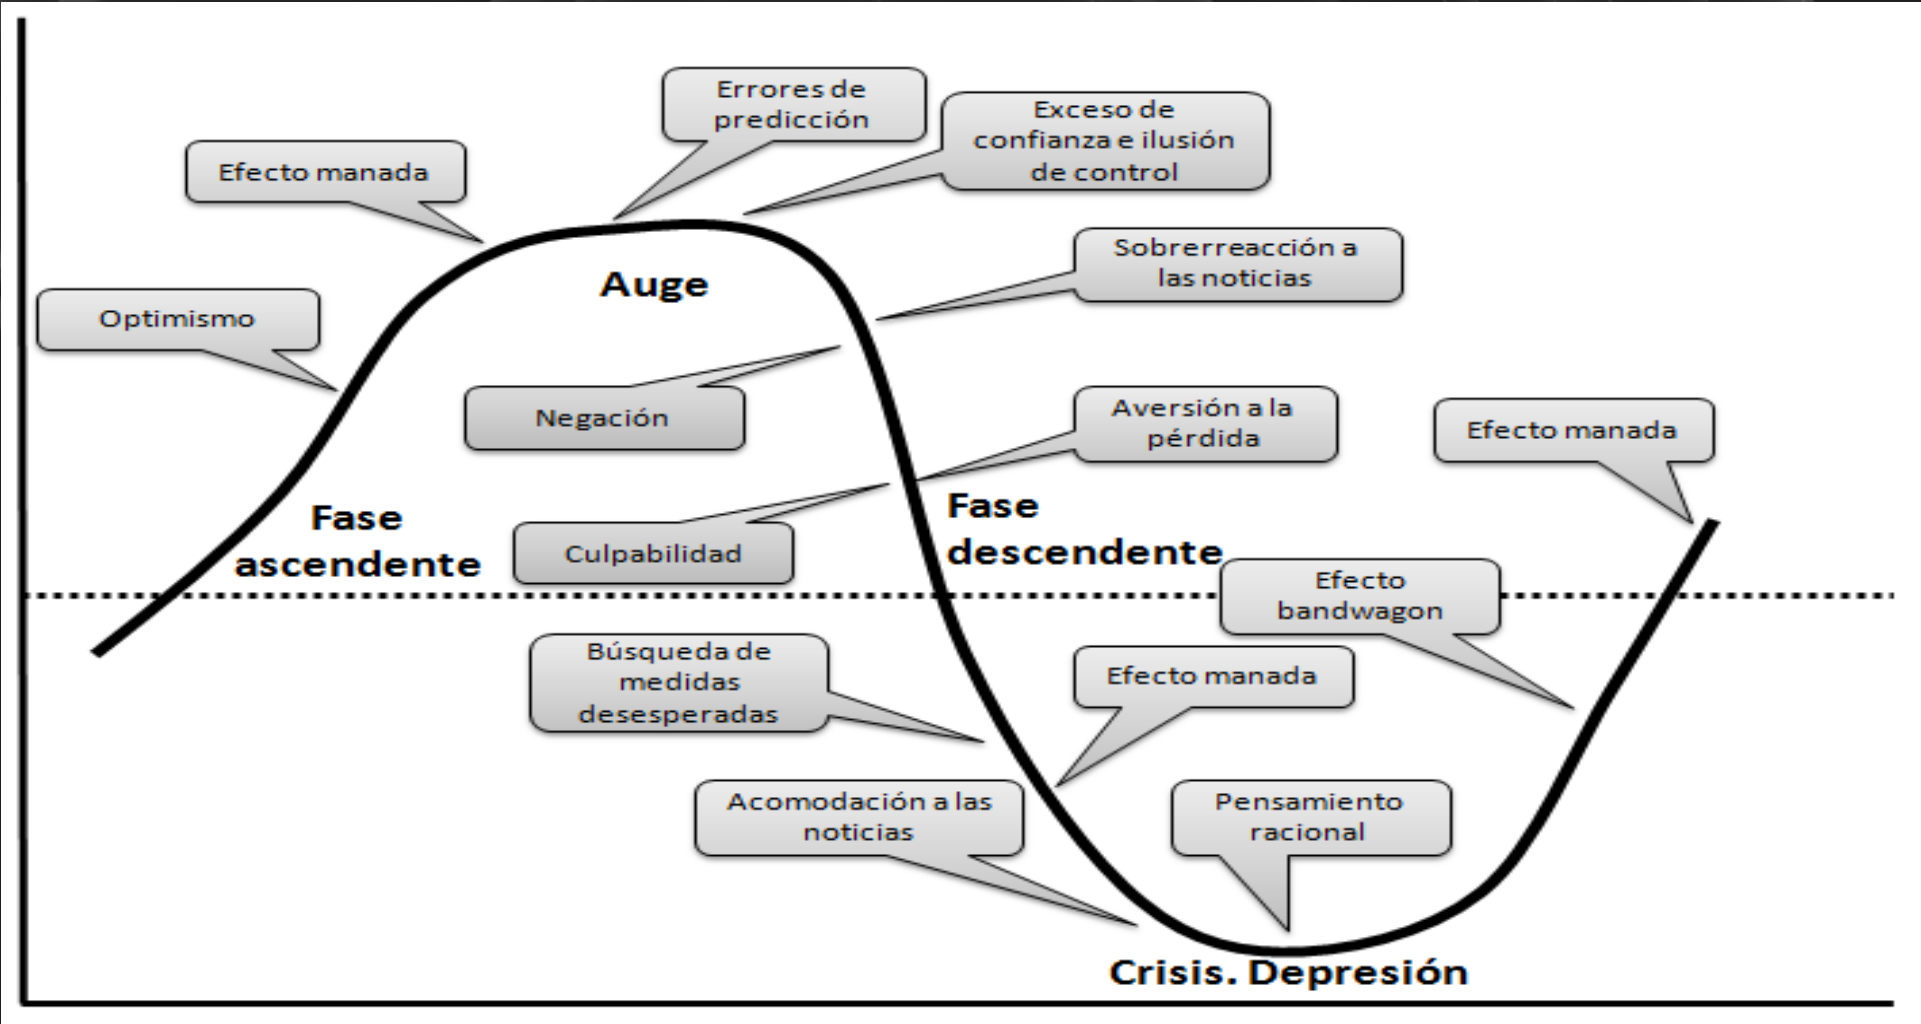 Errores de
predicción
Exceso de
confianza e ilusión
de control
Efecto manada
Sobrerreacción a
las noticias
Auge
Optimismo
Negación
Aversión a la
pérdida
Efecto manada
Fase
ascendente
Culpabilidad
Fase
descendente
Efecto
bandwagon
Búsqueda de
medidas
desesperadas
Efecto manada
Acomodación a las
noticias
Pensamiento
racional
Crisis. Depresión